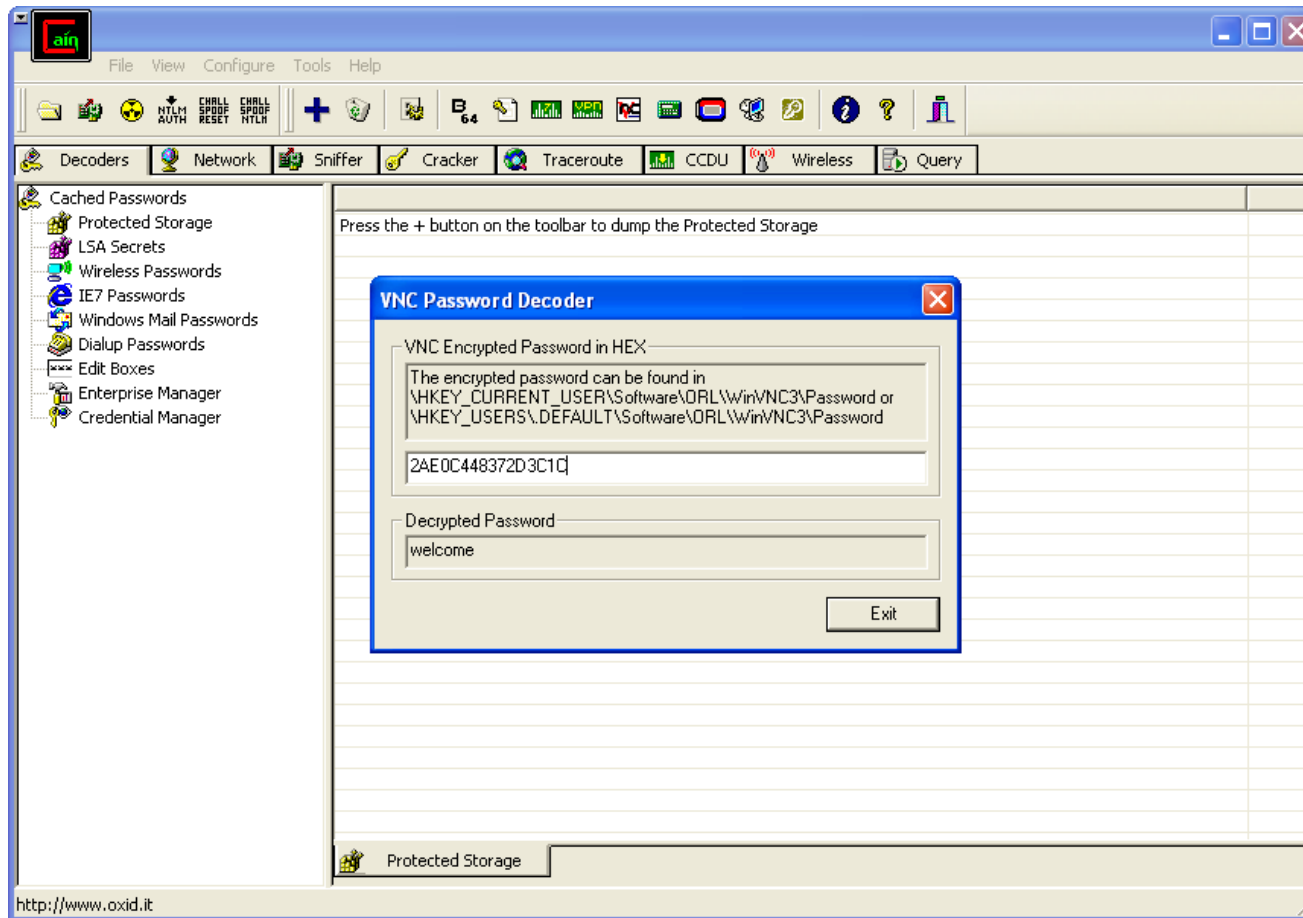 Caín
File View Configure Tools Help
NTLM AUTH CHALL SPOOF RESET CHALL SPOOF NTLM B64
Decoders Network Sniffer Cracker Traceroute CCDU Wireless Query
Cached Passwords
Protected Storage
LSA Secrets
Wireless Passwords
IE7 Passwords
Windows Mail Passwords
Dialup Passwords
Edit Boxes
Enterprise Manager
Credential Manager
Press the + button on the toolbar to dump the Protected Storage
VNC Password Decoder
VNC Encrypted Password in HEX
The encrypted password can be found in
\HKEY_CURRENT_USER\Software\ORL\WinVNC3\Password or
\HKEY_USERS\.DEFAULT\Software\ORL\WinVNC3\Password
2AE0C448372D3C1C
Decrypted Password
welcome
Exit
Protected Storage
http://www.oxid.it